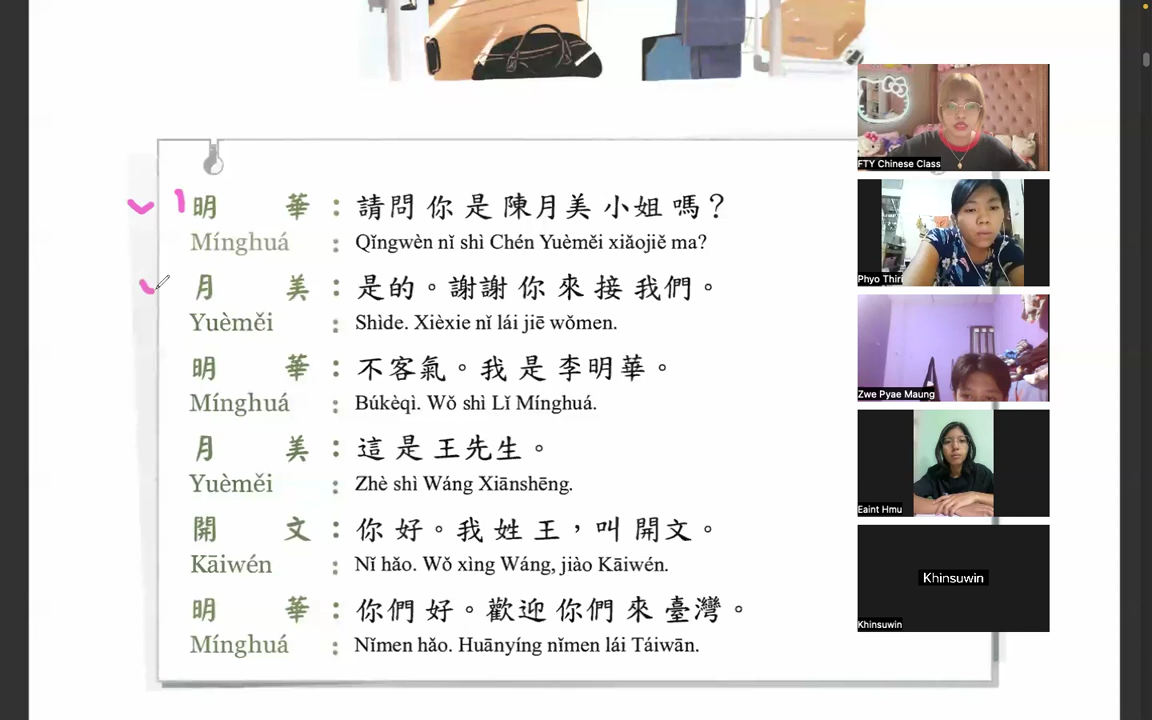 明 華 : 請問 你 是 陳月美 小姐 嗎？
Mínghuá : Qǐngwèn nǐ shì Chén Yuèměi xiǎojiě ma?
月 美 : 是的。謝謝 你 來 接 我們。
Yuèměi : Shìde. Xièxie nǐ lái jiē wǒmen.
明 華 : 不客氣。我 是 李明華。
Mínghuá : Búkèqì. Wǒ shì Lǐ Mínghuá.
月 美 : 這 是 王先生。
Yuèměi : Zhè shì Wáng Xiānshēng.
開 文 : 你 好。我 姓 王，叫 開文。
Kāiwén : Nǐ hǎo. Wǒ xìng Wáng, jiào Kāiwén.
明 華 : 你們 好。歡迎 你們 來 臺灣。
Mínghuá : Nǐmen hǎo. Huānyíng nǐmen lái Táiwān.
FTY Chinese Class
Phyo Thiri
Zwe Pyae Maung
Eaint Hmu
Khinsuwin
Khinsuwin